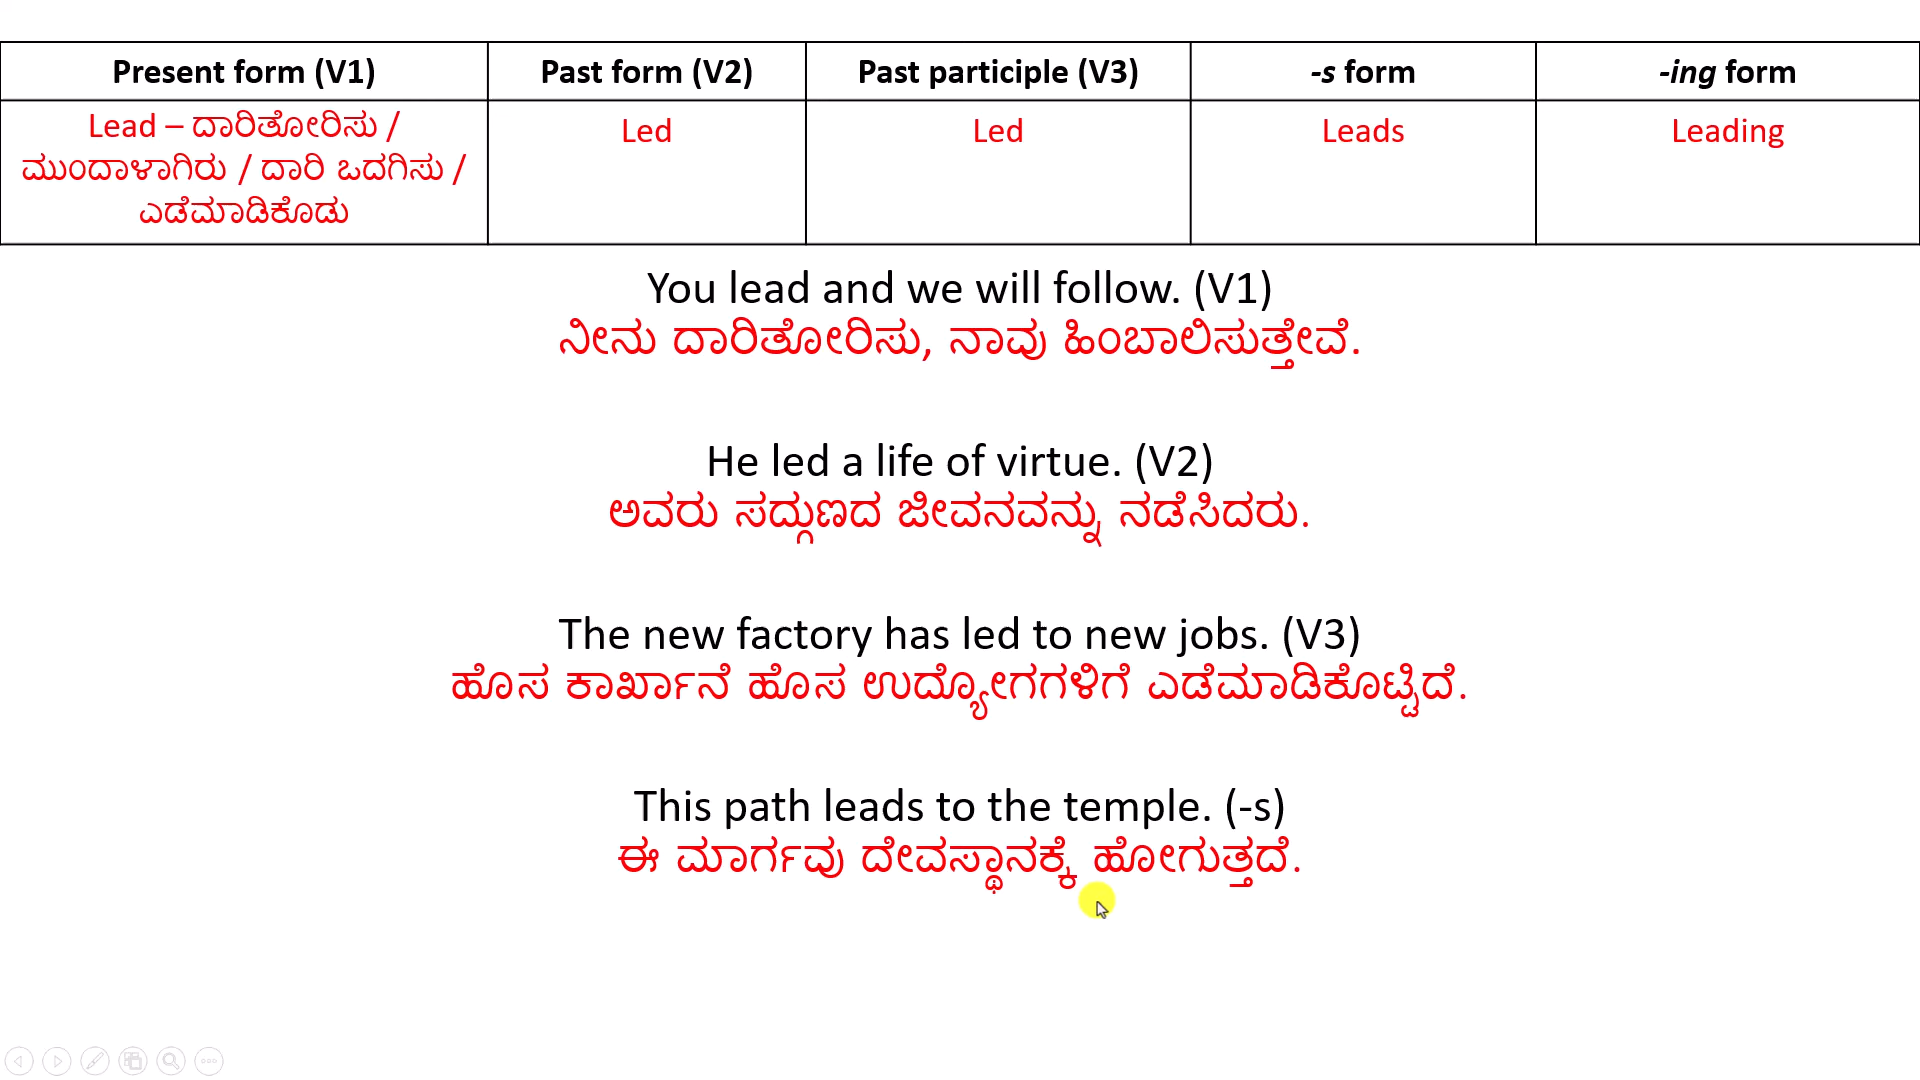 Present form (V1) Past form (V2) Past participle (V3) -s form -ing form
Lead – ದಾರಿತೋರಿಸು / Led Led Leads Leading
ಮುಂದಾಳಾಗಿರು / ದಾರಿ ಒದಗಿಸು /
ಎಡೆಮಾಡಿಕೊಡು
You lead and we will follow. (V1)
ನೀನು ದಾರಿತೋರಿಸು, ನಾವು ಹಿಂಬಾಲಿಸುತ್ತೇವೆ.
He led a life of virtue. (V2)
ಅವರು ಸದ್ಗುಣದ ಜೀವನವನ್ನು ನಡೆಸಿದರು.
The new factory has led to new jobs. (V3)
ಹೊಸ ಕಾರ್ಖಾನೆ ಹೊಸ ಉದ್ಯೋಗಗಳಿಗೆ ಎಡೆಮಾಡಿಕೊಟ್ಟಿದೆ.
This path leads to the temple. (-s)
ಈ ಮಾರ್ಗವು ದೇವಸ್ಥಾನಕ್ಕೆ ಹೋಗುತ್ತದೆ.